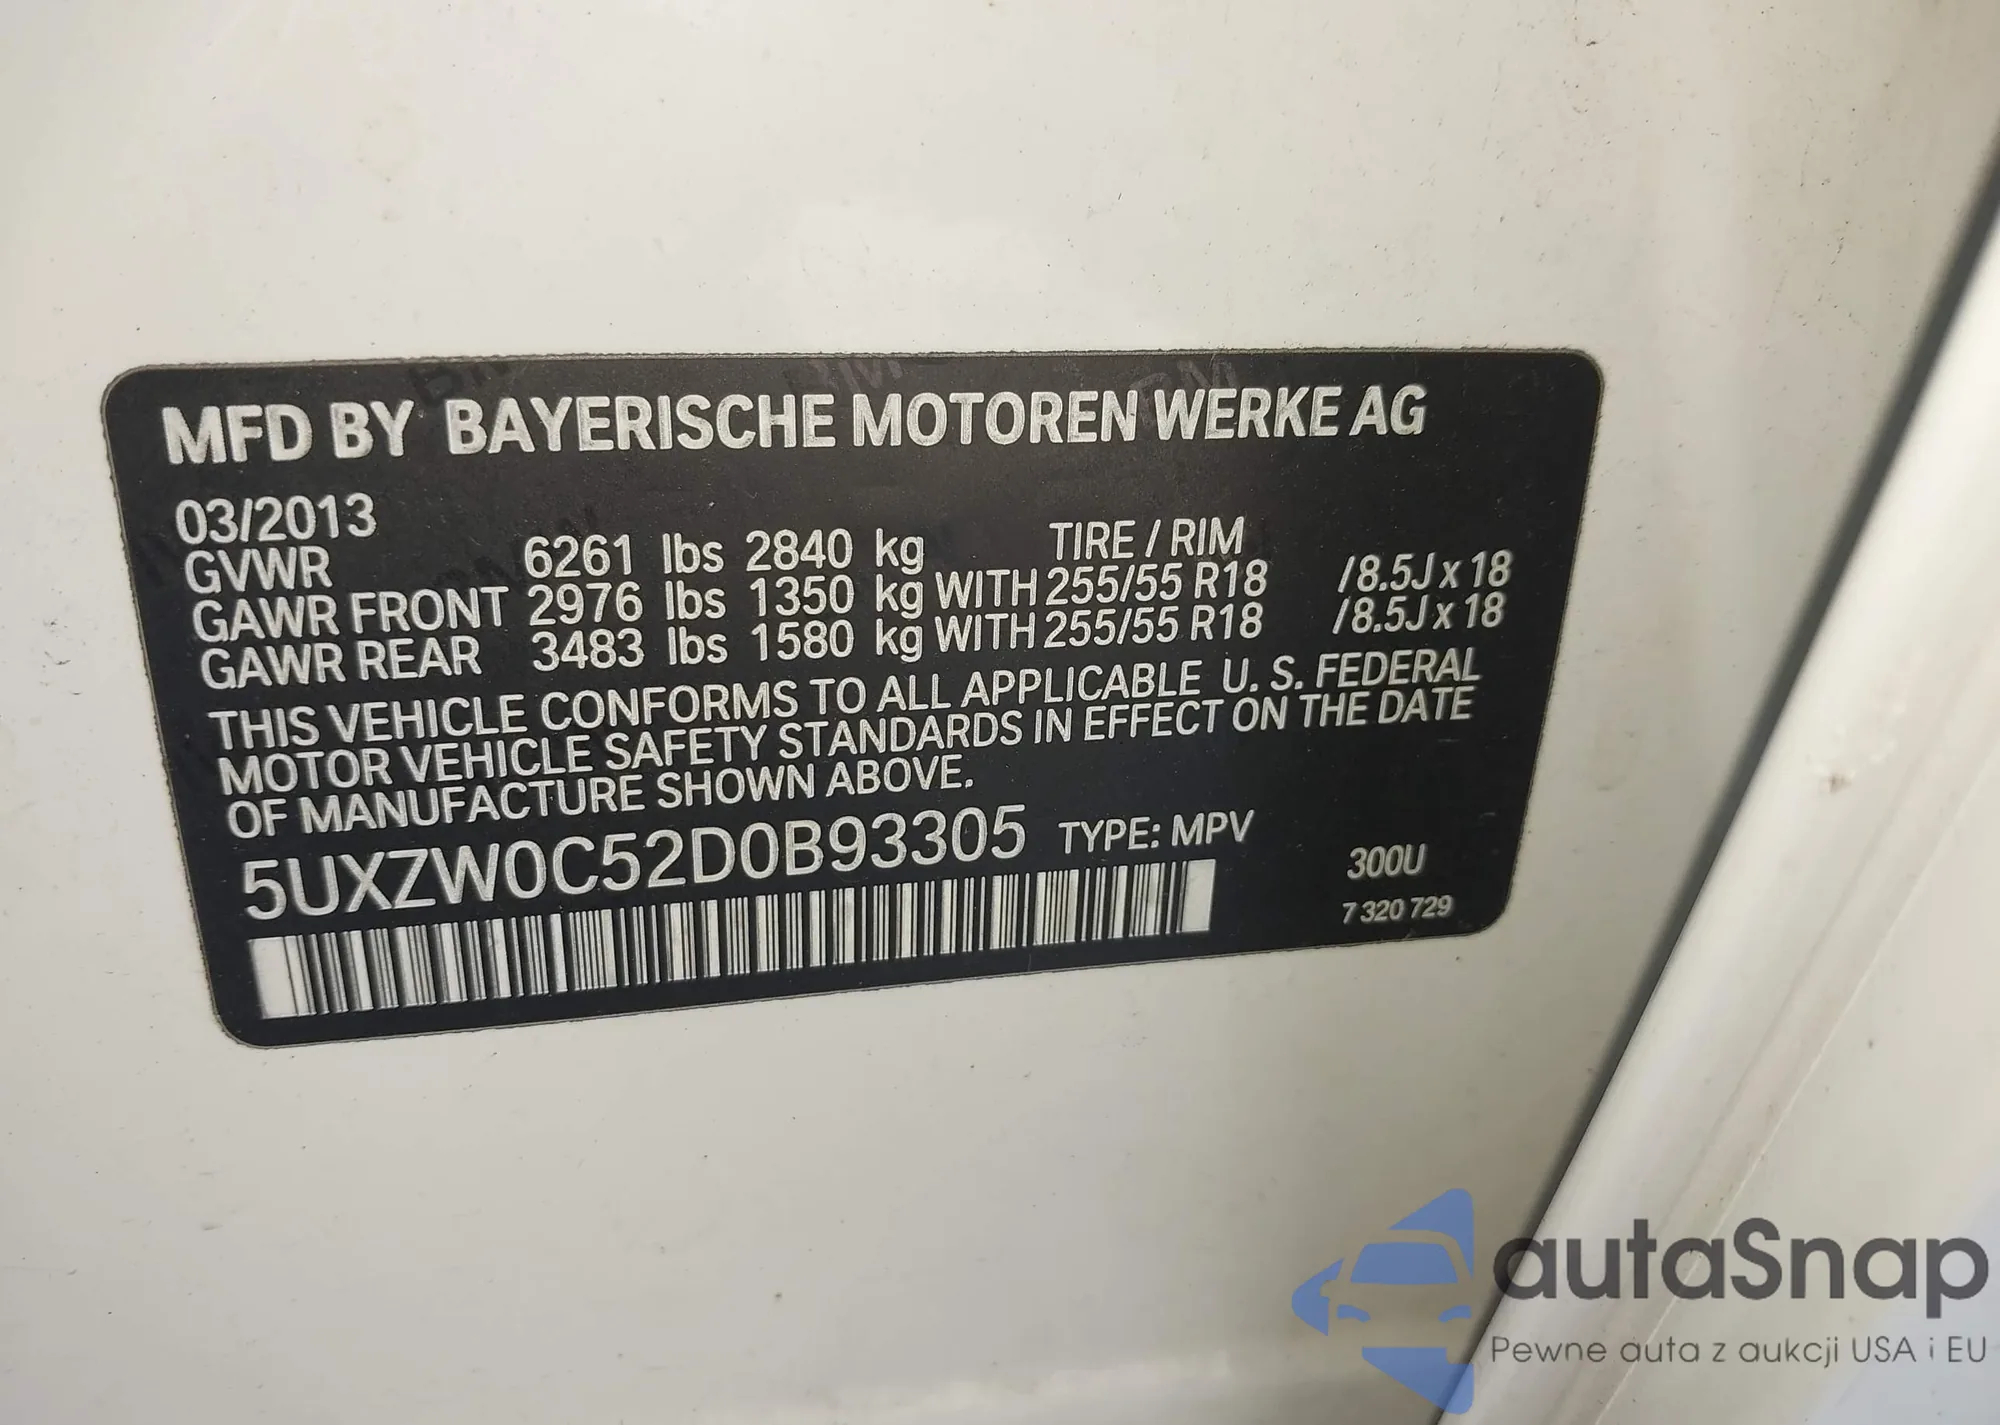 MFD BY BAYERISCHE MOTOREN WERKE AG
03/2013
GVWR 6261 lbs 2840 kg TIRE / RIM
GAWR FRONT 2976 lbs 1350 kg WITH 255/55 R18 /8.5J x 18
GAWR REAR 3483 lbs 1580 kg WITH 255/55 R18 /8.5J x 18
THIS VEHICLE CONFORMS TO ALL APPLICABLE U. S. FEDERAL
MOTOR VEHICLE SAFETY STANDARDS IN EFFECT ON THE DATE
OF MANUFACTURE SHOWN ABOVE.
5UXZW0C52D0B93305 TYPE: MPV
300U
7 320 729
autaSnap
Pewne auta z aukcji USA i EU